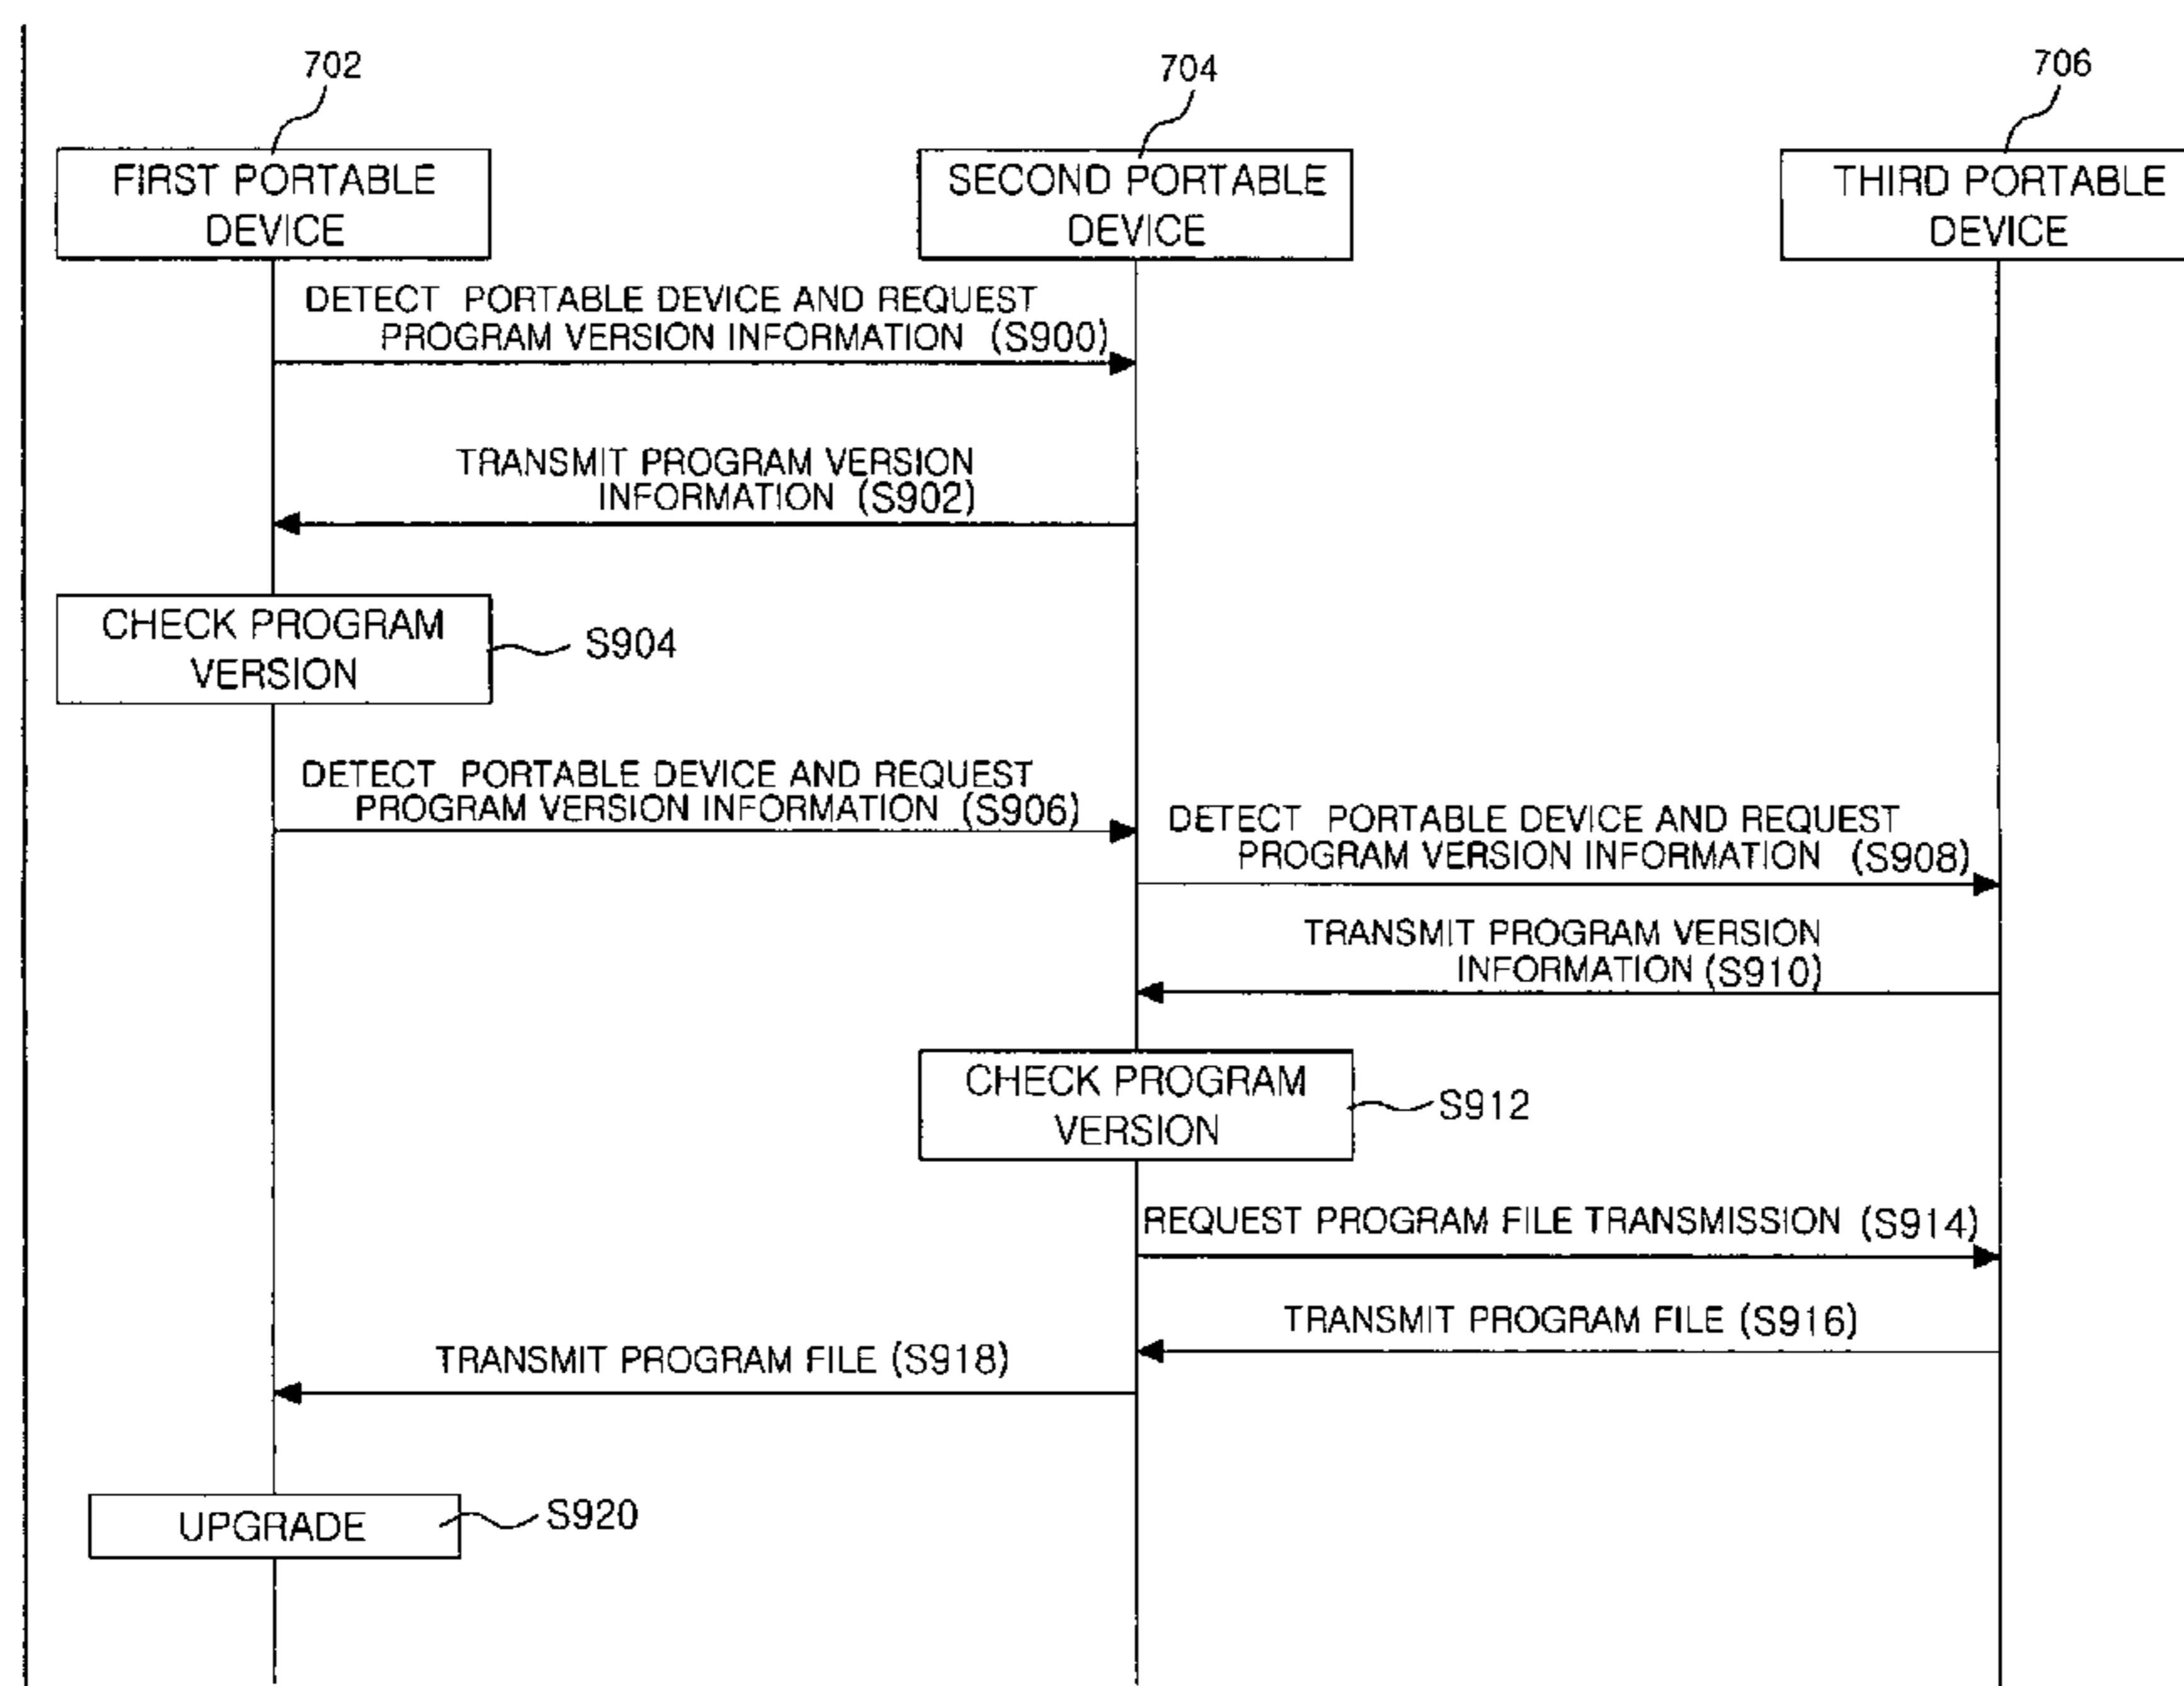 702
704
706
FIRST PORTABLE
DEVICE
SECOND PORTABLE
DEVICE
THIRD PORTABLE
DEVICE
DETECT PORTABLE DEVICE AND REQUEST
PROGRAM VERSION INFORMATION (S900)
TRANSMIT PROGRAM VERSION
INFORMATION (S902)
CHECK PROGRAM
VERSION
S904
DETECT PORTABLE DEVICE AND REQUEST
PROGRAM VERSION INFORMATION (S906)
DETECT PORTABLE DEVICE AND REQUEST
PROGRAM VERSION INFORMATION (S908)
TRANSMIT PROGRAM VERSION
INFORMATION (S910)
CHECK PROGRAM
VERSION
S912
REQUEST PROGRAM FILE TRANSMISSION (S914)
TRANSMIT PROGRAM FILE (S916)
TRANSMIT PROGRAM FILE (S918)
UPGRADE
S920